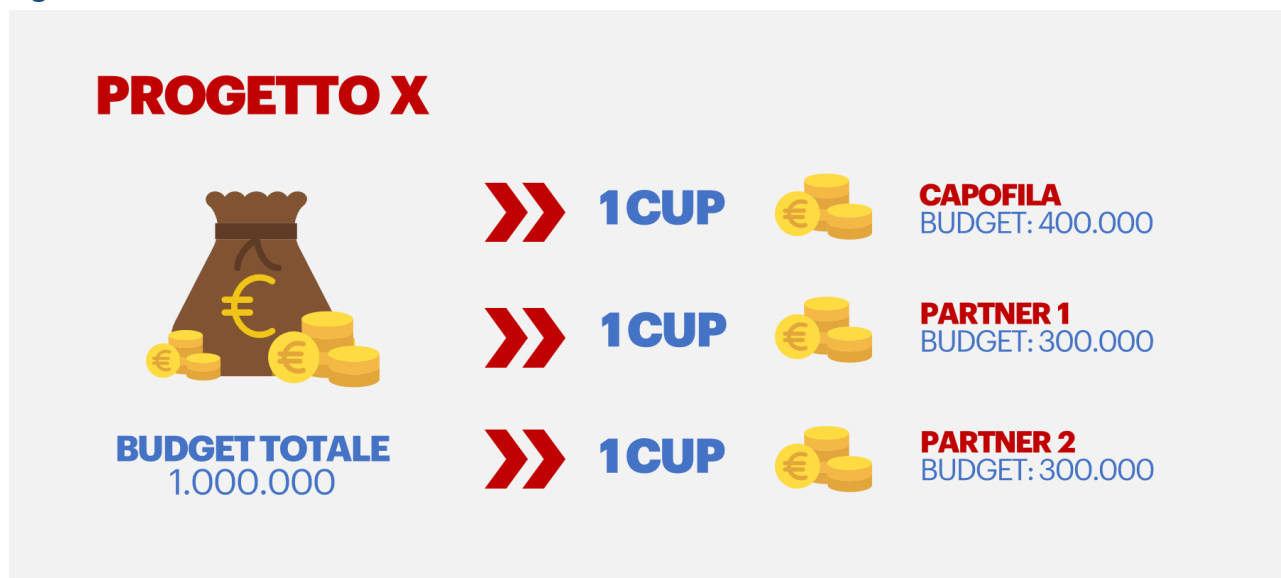 PROGETTO X
1 CUP
CAPOFILA
BUDGET: 400.000
1 CUP
PARTNER 1
BUDGET: 300.000
BUDGET TOTALE
1.000.000
1 CUP
PARTNER 2
BUDGET: 300.000